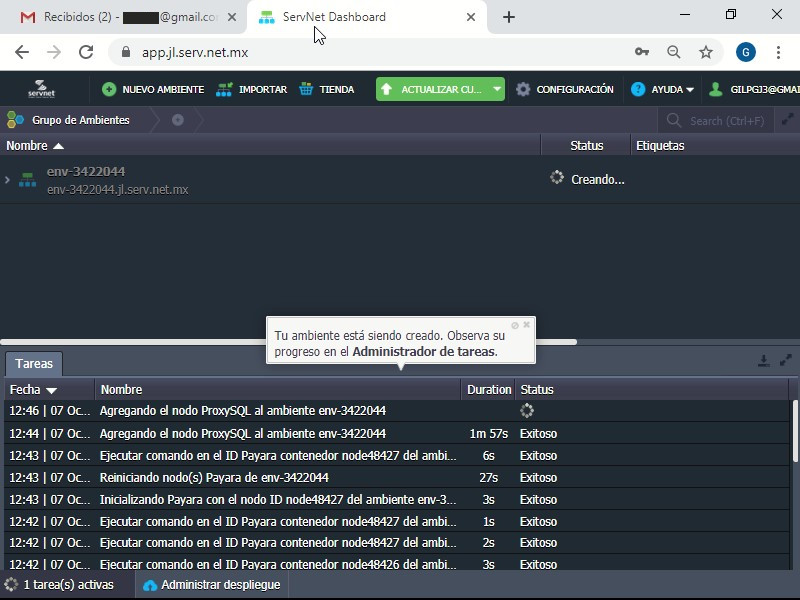 Recibidos (2) - @gmail.co
ServNet Dashboard
app.jl.serv.net.mx
G
servnet
NUEVO AMBIENTE
IMPORTAR
TIENDA
ACTUALIZAR CU...
CONFIGURACIÓN
AYUDA
GILPGJ3@GMAI
Grupo de Ambientes
Search (Ctrl+F)
Nombre Status Etiquetas
env-3422044
env-3422044.jl.serv.net.mx
Creando...
Tu ambiente está siendo creado. Observa su
progreso en el Administrador de tareas.
Tareas
Fecha Nombre Duration Status
12:46 | 07 Oc... Agregando el nodo ProxySQL al ambiente env-3422044
12:44 | 07 Oc... Agregando el nodo ProxySQL al ambiente env-3422044 1m 57s Exitoso
12:43 | 07 Oc... Ejecutar comando en el ID Payara contenedor node48427 del ambi... 6s Exitoso
12:43 | 07 Oc... Reiniciando nodo(s) Payara de env-3422044 27s Exitoso
12:43 | 07 Oc... Inicializando Payara con el nodo ID node48427 del ambiente env-3... 3s Exitoso
12:42 | 07 Oc... Ejecutar comando en el ID Payara contenedor node48427 del ambi... 1s Exitoso
12:42 | 07 Oc... Ejecutar comando en el ID Payara contenedor node48427 del ambi... 2s Exitoso
12:42 | 07 Oc... Ejecutar comando en el ID Payara contenedor node48426 del ambi... 3s Exitoso
1 tarea(s) activas
Administrar despliegue